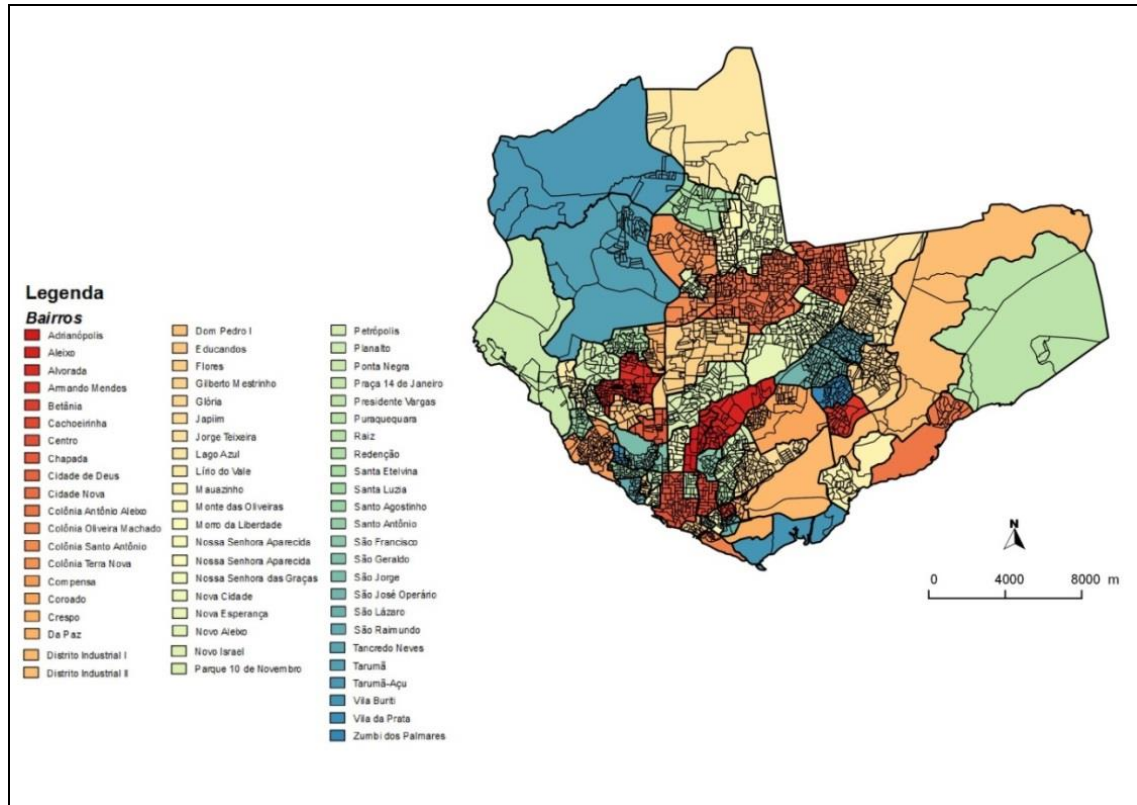 Legenda
Bairros
Adrianópolis
Aleixo
Alvorada
Armando Mendes
Betânia
Cachoeirinha
Centro
Chapada
Cidade de Deus
Cidade Nova
Colônia Antônio Aleixo
Colônia Oliveira Machado
Colônia Santo Antônio
Colônia Terra Nova
Compensa
Coroado
Crespo
Da Paz
Distrito Industrial I
Distrito Industrial II
Dom Pedro I
Educandos
Flores
Gilberto Mestrinho
Glória
Japiim
Jorge Teixeira
Lago Azul
Lírio do Vale
Mauazinho
Monte das Oliveiras
Morro da Liberdade
Nossa Senhora Aparecida
Nossa Senhora Aparecida
Nossa Senhora das Graças
Nova Cidade
Nova Esperança
Novo Aleixo
Novo Israel
Parque 10 de Novembro
Petrópolis
Planalto
Ponta Negra
Praça 14 de Janeiro
Presidente Vargas
Puraquequara
Raiz
Redenção
Santa Etelvina
Santa Luzia
Santo Agostinho
Santo Antônio
São Francisco
São Geraldo
São Jorge
São José Operário
São Lázaro
São Raimundo
Tancredo Neves
Tarumã
Tarumã-Açu
Vila Buriti
Vila da Prata
Zumbi dos Palmares
N
0 4000 8000 m